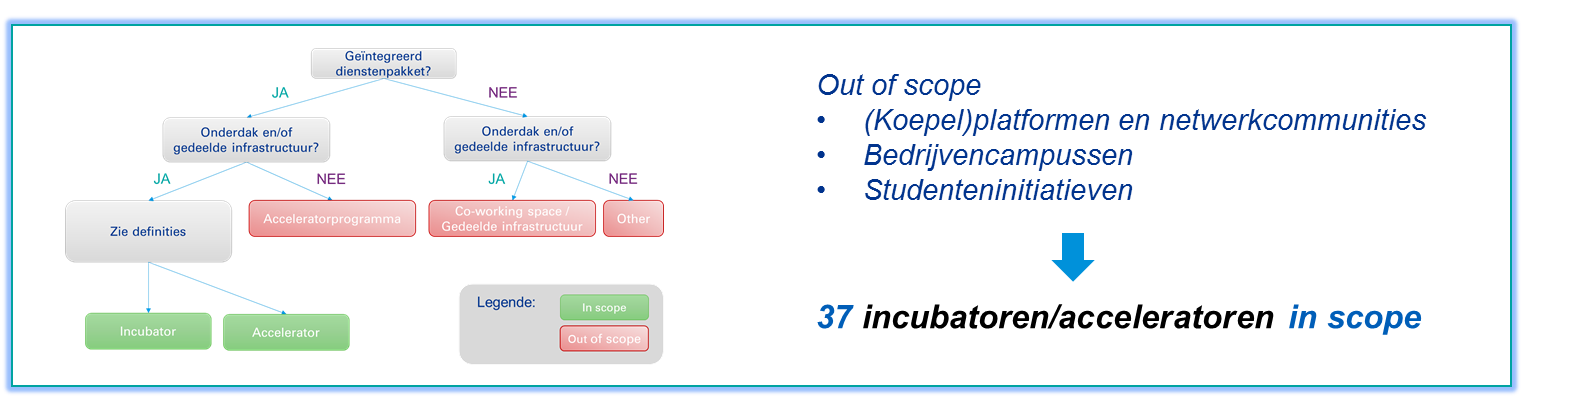 Geïntegreerd
dienstenpakket?
JA
NEE
Onderdak en/of
gedeelde infrastructuur?
Onderdak en/of
gedeelde infrastructuur?
JA
NEE
JA
NEE
Zie definities
Acceleratorprogramma
Co-working space /
Gedeelde infrastructuur
Other
Incubator
Accelerator
Legende:
In scope
Out of scope
Out of scope
• (Koepel)platformen en netwerkcommunities
• Bedrijvencampussen
• Studenteninitiatieven
37 incubatoren/acceleratoren in scope